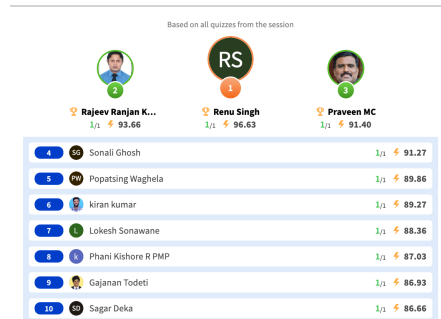 Based on all quizzes from the session
RS
2
1
3
Rajeev Ranjan K...
Renu Singh
Praveen MC
1/1 93.66
1/1 96.63
1/1 91.40
4 SG Sonali Ghosh 1/1 91.27
5 PW Popatsing Waghela 1/1 89.86
6 kiran kumar 1/1 89.27
7 L Lokesh Sonawane 1/1 88.36
8 k Phani Kishore R PMP 1/1 87.03
9 Gajanan Todeti 1/1 86.93
10 SD Sagar Deka 1/1 86.66